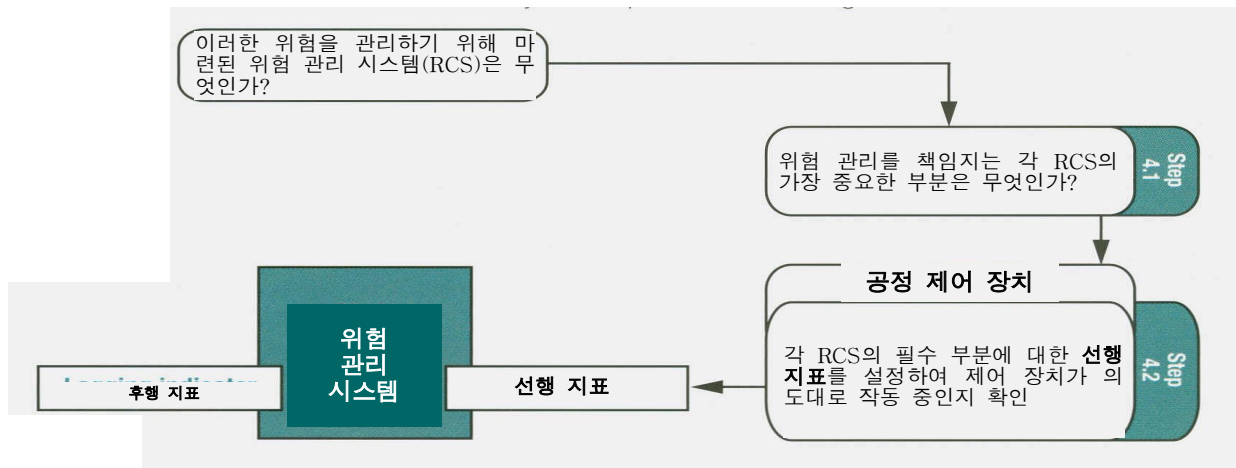 이러한 위험을 관리하기 위해 마
련된 위험 관리 시스템(RCS)은 무
엇인가?
위험 관리를 책임지는 각 RCS의
가장 중요한 부분은 무엇인가?
Step
4.1
공정 제어 장치
각 RCS의 필수 부분에 대한 선행
지표를 설정하여 제어 장치가 의
도대로 작동 중인지 확인
Step
4.2
위험
관리
시스템
선행 지표
후행 지표